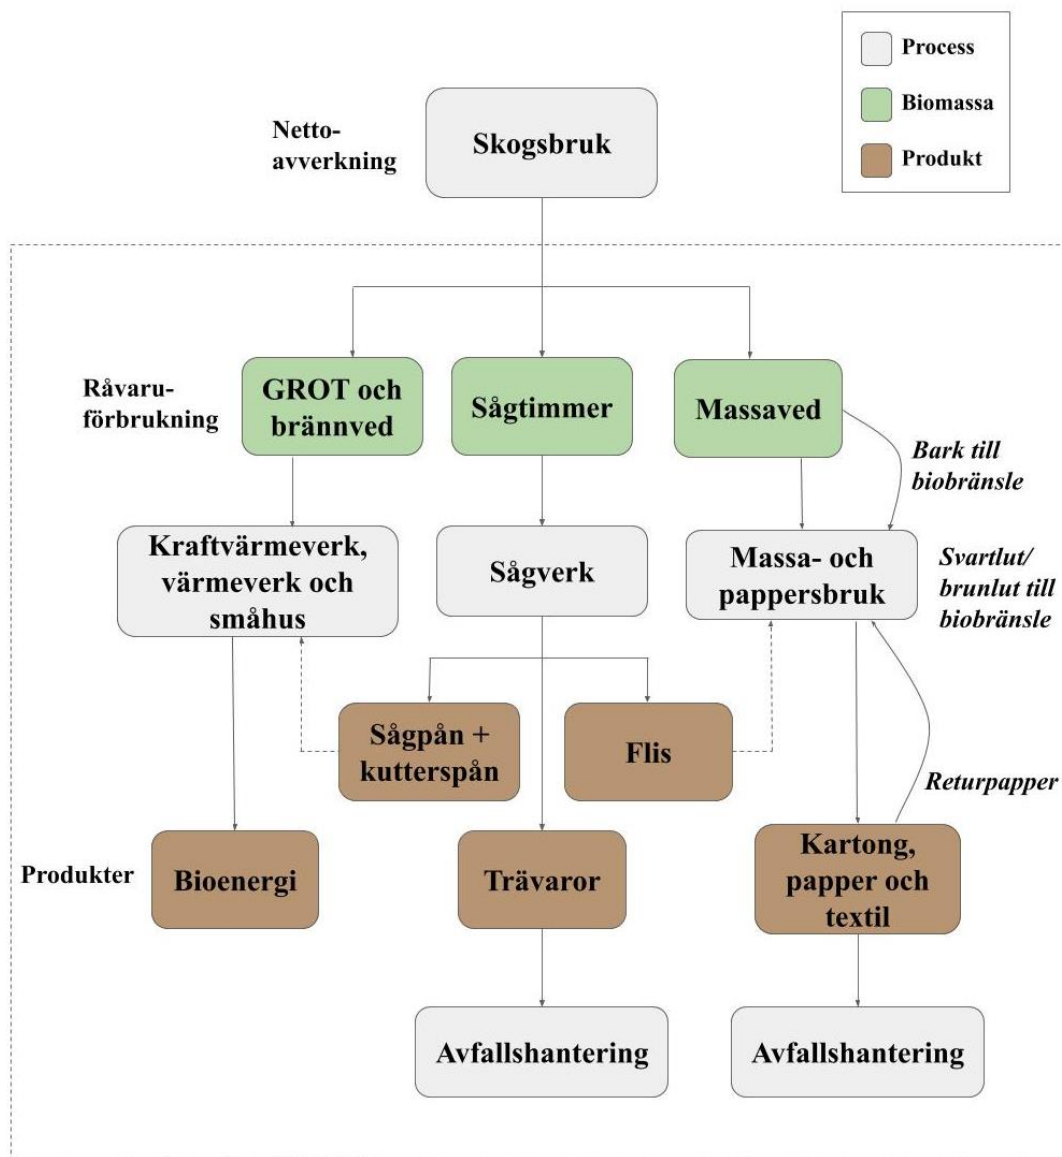 Process
Biomassa
Produkt
Netto-
avverkning
Skogsbruk
Råvaru-
förbrukning
GROT och
brännved
Sågtimmer
Massaved
Bark till
biobränsle
Kraftvärmeverk,
värmeverk och
småhus
Sågverk
Massa- och
pappersbruk
Svartlut/
brunlut till
biobränsle
Sågpån +
kutterspån
Flis
Returpapper
Produkter
Bioenergi
Trävaror
Kartong,
papper och
textil
Avfallshantering
Avfallshantering